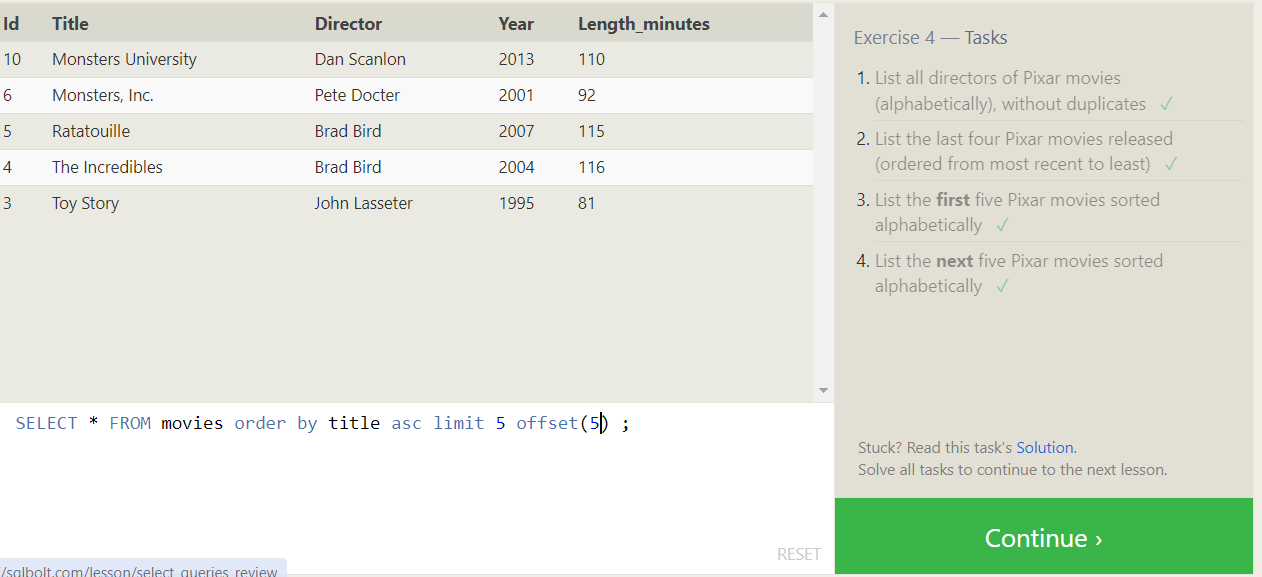 Id Title Director Year Length_minutes
10 Monsters University Dan Scanlon 2013 110
6 Monsters, Inc. Pete Docter 2001 92
5 Ratatouille Brad Bird 2007 115
4 The Incredibles Brad Bird 2004 116
3 Toy Story John Lasseter 1995 81
SELECT * FROM movies order by title asc limit 5 offset(5) ;
RESET
/sqlbolt.com/lesson/select_queries_review
Exercise 4 — Tasks
1. List all directors of Pixar movies
(alphabetically), without duplicates ✓
2. List the last four Pixar movies released
(ordered from most recent to least) ✓
3. List the first five Pixar movies sorted
alphabetically ✓
4. List the next five Pixar movies sorted
alphabetically ✓
Stuck? Read this task's Solution.
Solve all tasks to continue to the next lesson.
Continue ›